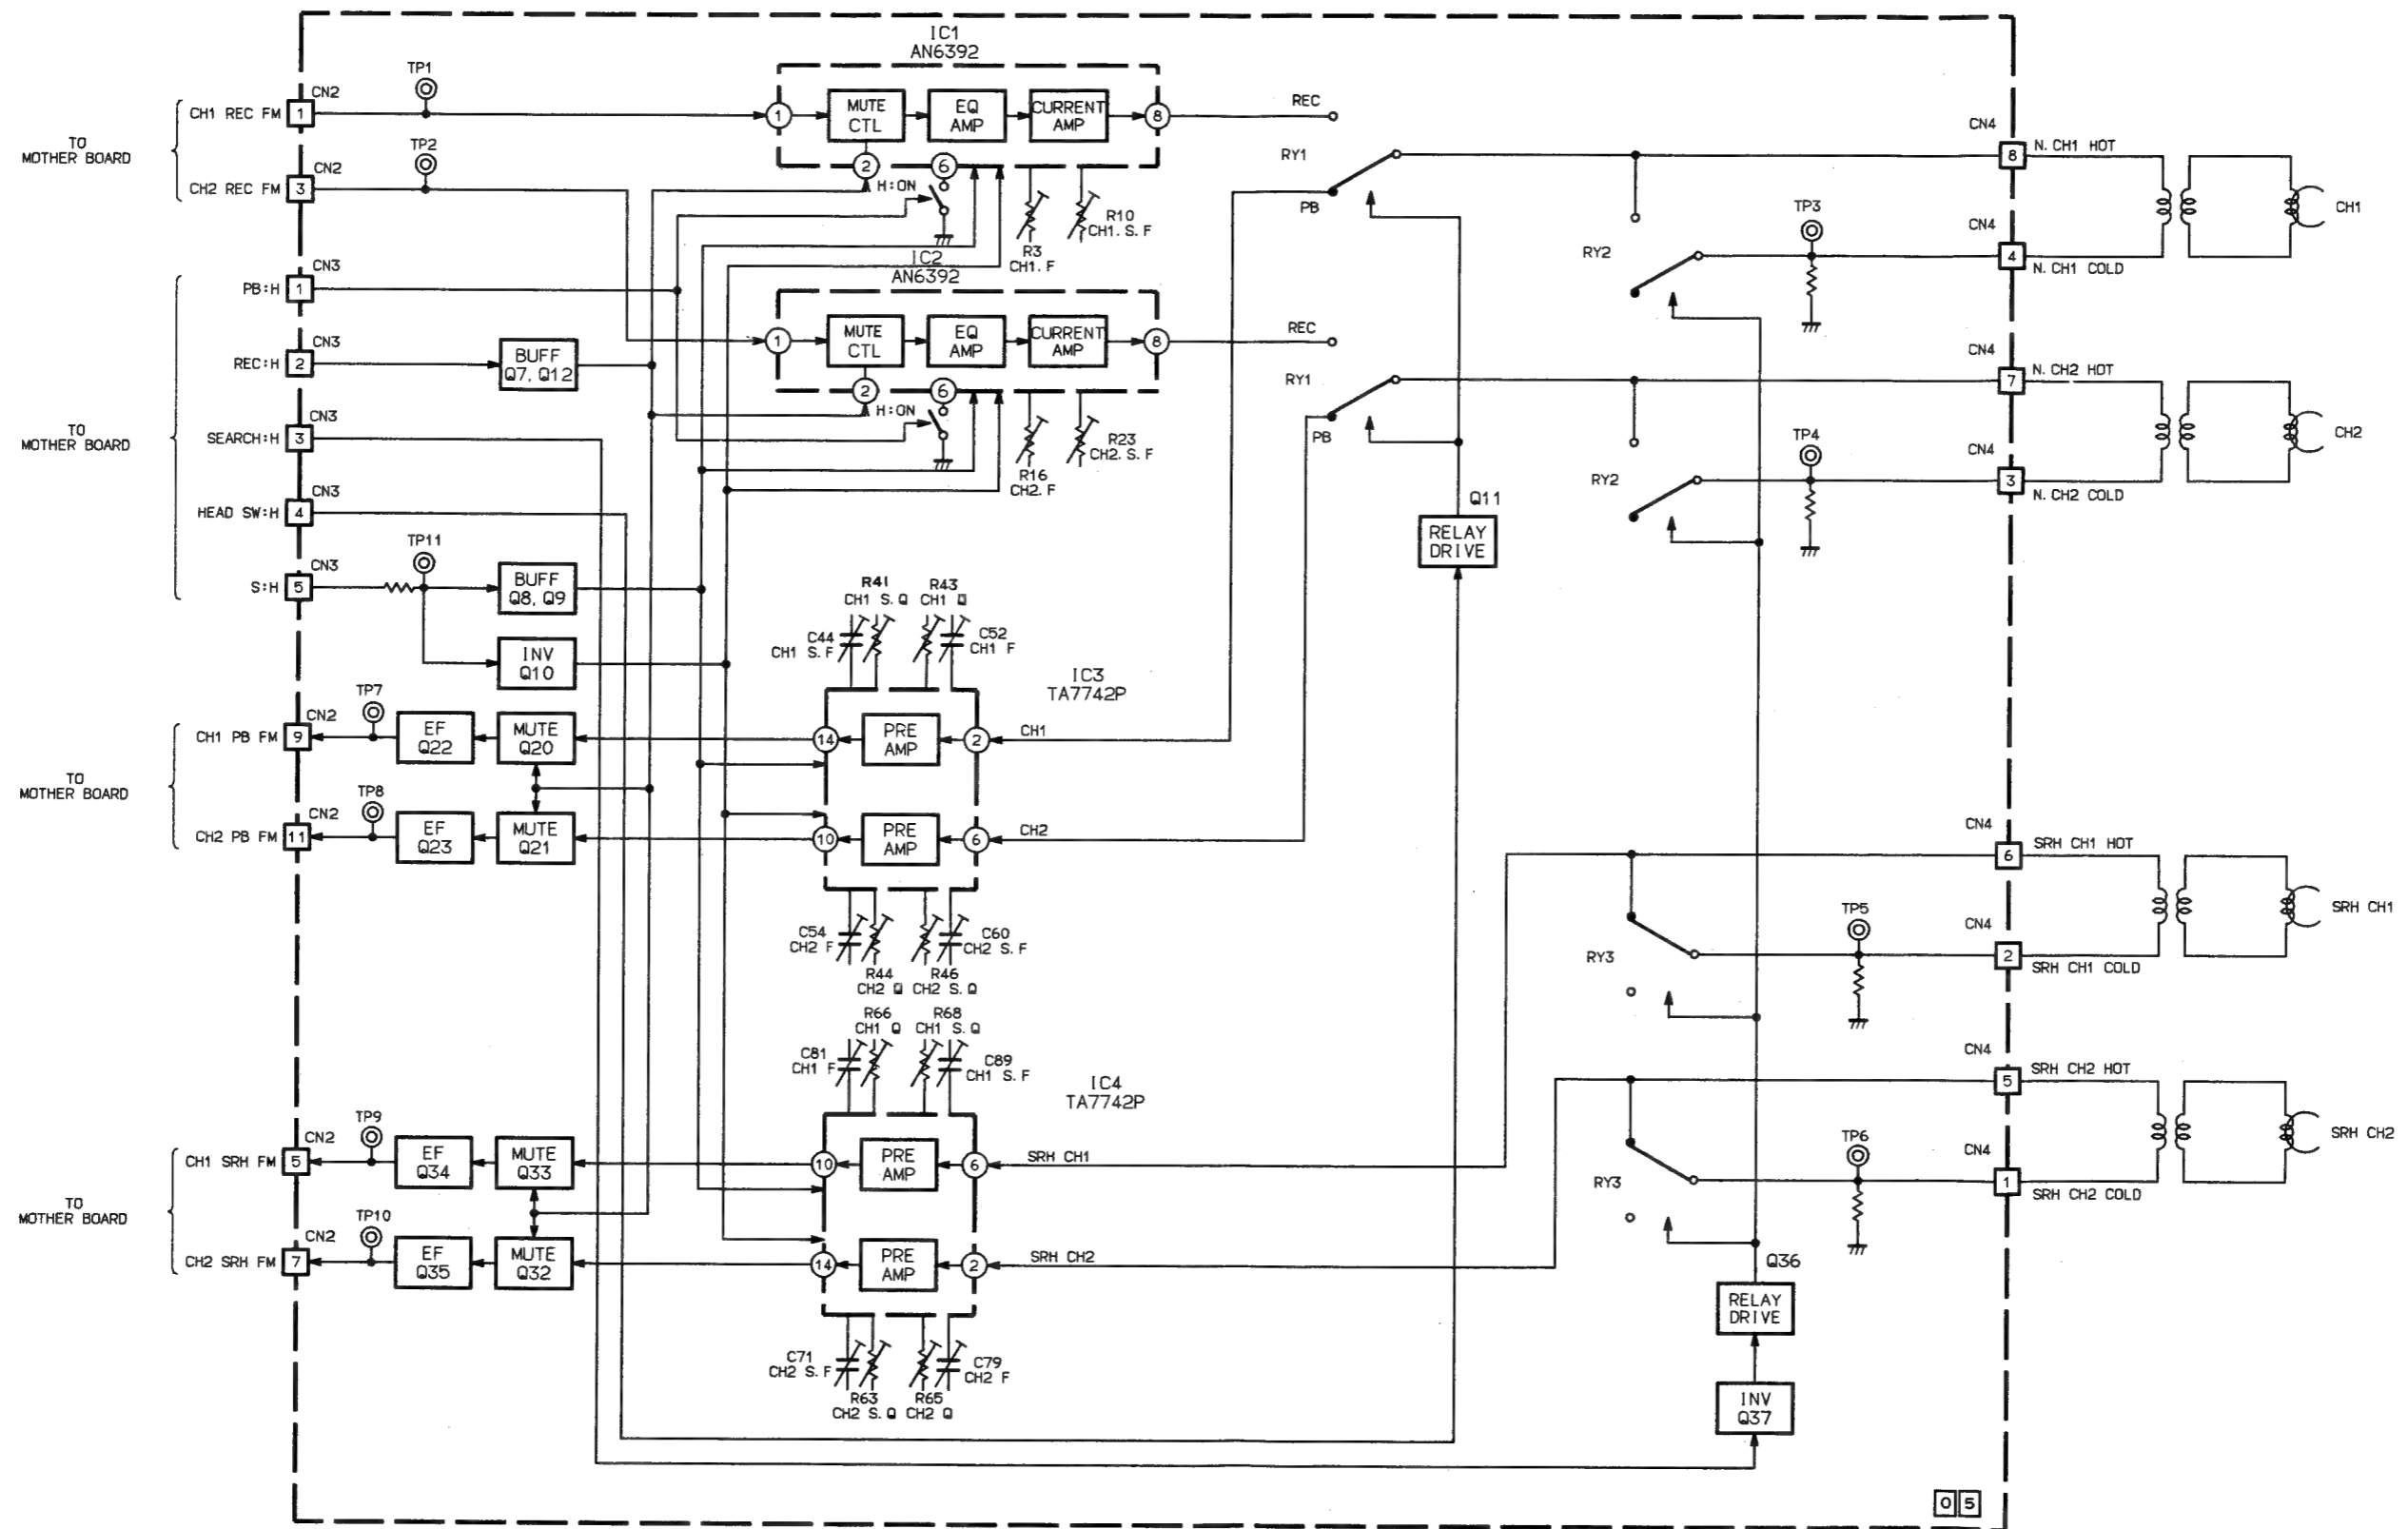 IC1
AN6392
TO
MOTHER BOARD
CH1 REC FM
1
CN2
TP1
1
MUTE
CTL
EQ
AMP
CURRENT
AMP
8
REC
2
6
H:ON
R3
CH1. F
R10
CH1. S. F
CH2 REC FM
3
CN2
TP2
RY1
PB
CN4
8
N. CH1 HOT
CH1
RY2
TP3
CN4
4
N. CH1 COLD
TO
MOTHER BOARD
PB:H
1
CN3
REC:H
2
CN3
BUFF
Q7, Q12
SEARCH:H
3
CN3
HEAD SW:H
4
CN3
S:H
5
CN3
TP11
BUFF
Q8, Q9
INV
Q10
IC2
AN6392
1
MUTE
CTL
EQ
AMP
CURRENT
AMP
8
REC
2
6
H:ON
R16
CH2. F
R23
CH2. S. F
RY1
PB
CN4
7
N. CH2 HOT
CH2
RY2
TP4
CN4
3
N. CH2 COLD
Q11
RELAY
DRIVE
R41
CH1 S. Q
R43
CH1 Q
C44
CH1 S. F
C52
CH1 F
IC3
TA7742P
TO
MOTHER BOARD
CH1 PB FM
9
CN2
TP7
EF
Q22
MUTE
Q20
14
PRE
AMP
2
CH1
CH2 PB FM
11
CN2
TP8
EF
Q23
MUTE
Q21
10
PRE
AMP
6
CH2
C54
CH2 F
C60
CH2 S. F
R44
CH2 Q
R46
CH2 S. Q
CN4
6
SRH CH1 HOT
SRH CH1
RY3
TP5
CN4
2
SRH CH1 COLD
R66
CH1 Q
R68
CH1 S. Q
C81
CH1 F
C89
CH1 S. F
IC4
TA7742P
TO
MOTHER BOARD
CH1 SRH FM
5
CN2
TP9
EF
Q34
MUTE
Q33
10
PRE
AMP
6
SRH CH1
CH2 SRH FM
7
CN2
TP10
EF
Q35
MUTE
Q32
14
PRE
AMP
2
SRH CH2
C71
CH2 S. F
C79
CH2 F
R63
CH2 S. Q
R65
CH2 Q
CN4
5
SRH CH2 HOT
SRH CH2
RY3
TP6
CN4
1
SRH CH2 COLD
Q36
RELAY
DRIVE
INV
Q37
0 5